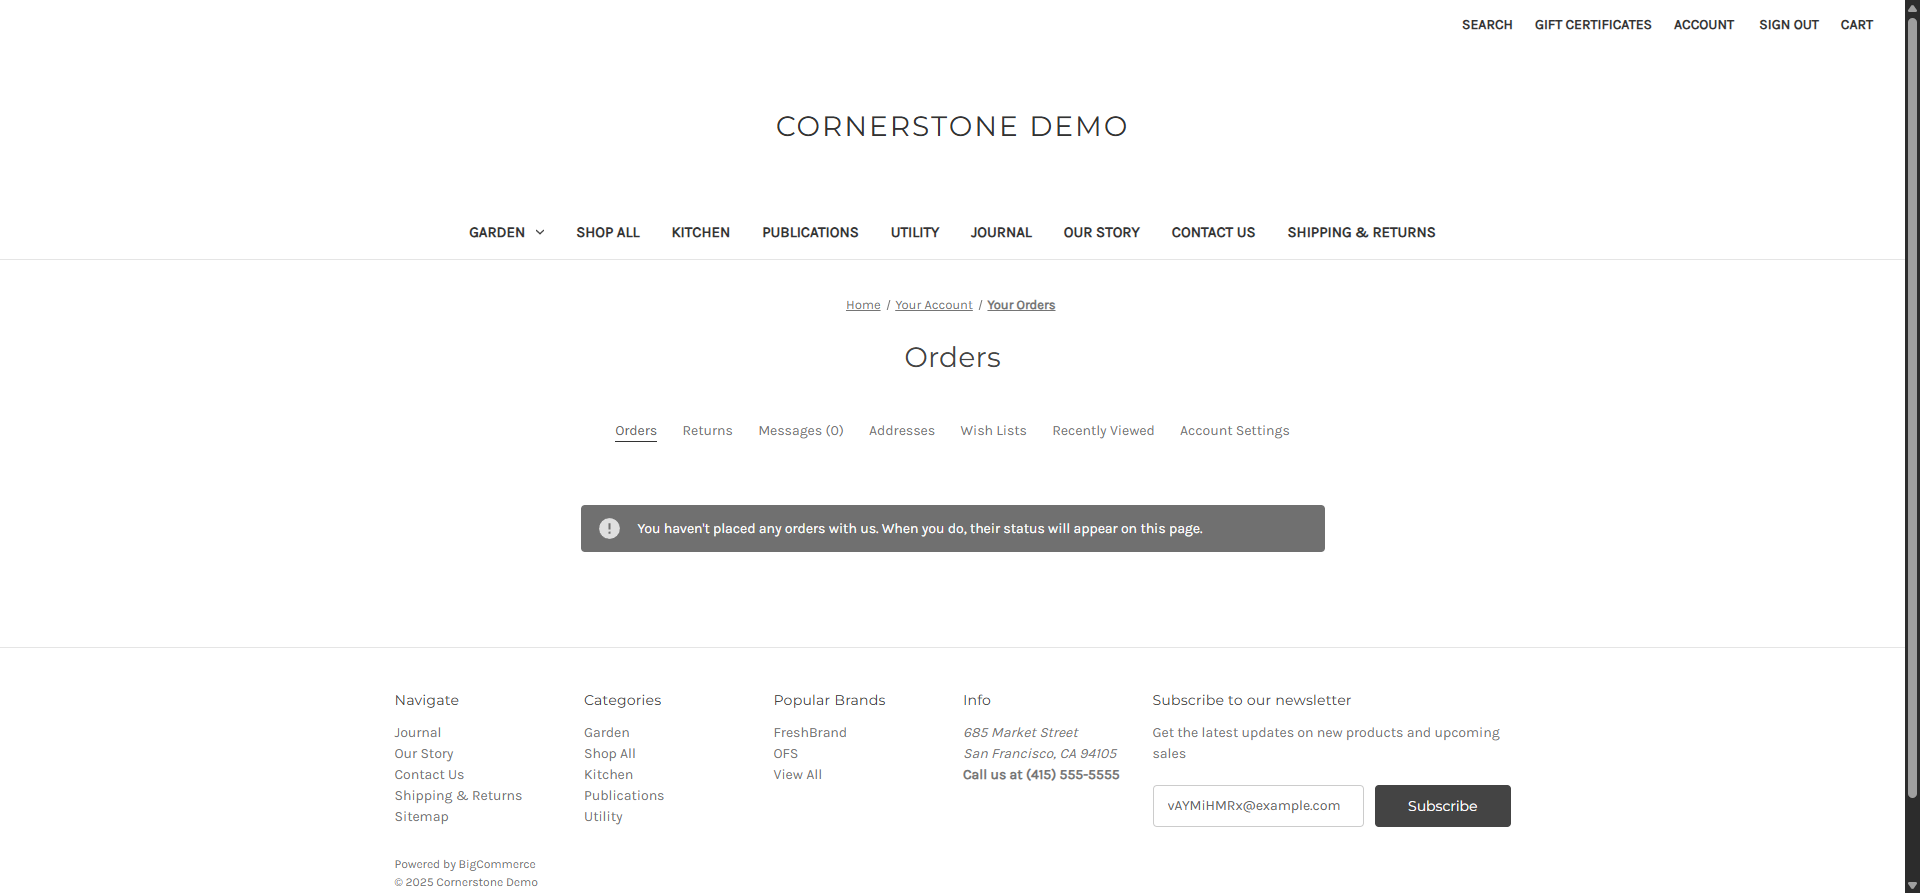 SEARCH
GIFT CERTIFICATES
ACCOUNT
SIGN OUT
CART
CORNERSTONE DEMO
GARDEN
SHOP ALL
KITCHEN
PUBLICATIONS
UTILITY
JOURNAL
OUR STORY
CONTACT US
SHIPPING & RETURNS
Home / Your Account / Your Orders
Orders
Orders
Returns
Messages (0)
Addresses
Wish Lists
Recently Viewed
Account Settings
You haven't placed any orders with us. When you do, their status will appear on this page.
Navigate
Journal
Our Story
Contact Us
Shipping & Returns
Sitemap
Categories
Garden
Shop All
Kitchen
Publications
Utility
Popular Brands
FreshBrand
OFS
View All
Info
685 Market Street
San Francisco, CA 94105
Call us at (415) 555-5555
Subscribe to our newsletter
Get the latest updates on new products and upcoming
sales
vAYMiHMRx@example.com
Subscribe
Powered by BigCommerce
© 2025 Cornerstone Demo